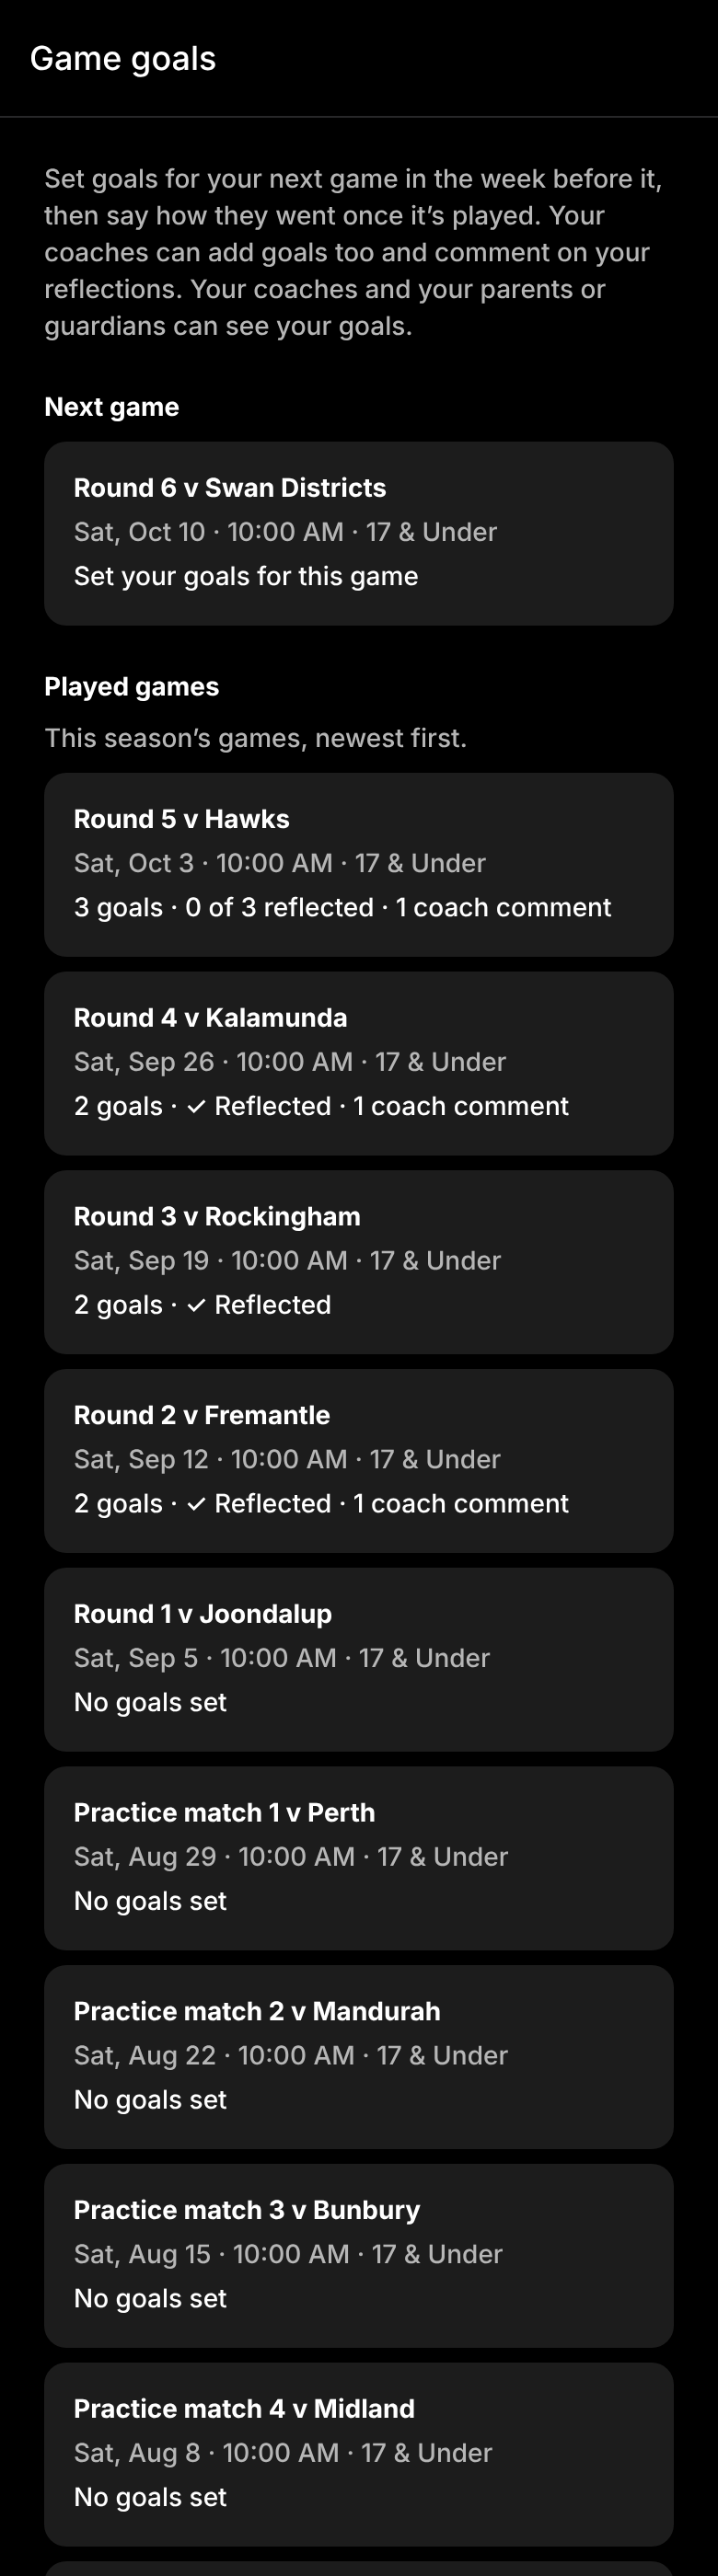 Game goals
Set goals for your next game in the week before it,
then say how they went once it’s played. Your
coaches can add goals too and comment on your
reflections. Your coaches and your parents or
guardians can see your goals.
Next game
Round 6 v Swan Districts
Sat, Oct 10 · 10:00 AM · 17 & Under
Set your goals for this game
Played games
This season’s games, newest first.
Round 5 v Hawks
Sat, Oct 3 · 10:00 AM · 17 & Under
3 goals · 0 of 3 reflected · 1 coach comment
Round 4 v Kalamunda
Sat, Sep 26 · 10:00 AM · 17 & Under
2 goals · ✓ Reflected · 1 coach comment
Round 3 v Rockingham
Sat, Sep 19 · 10:00 AM · 17 & Under
2 goals · ✓ Reflected
Round 2 v Fremantle
Sat, Sep 12 · 10:00 AM · 17 & Under
2 goals · ✓ Reflected · 1 coach comment
Round 1 v Joondalup
Sat, Sep 5 · 10:00 AM · 17 & Under
No goals set
Practice match 1 v Perth
Sat, Aug 29 · 10:00 AM · 17 & Under
No goals set
Practice match 2 v Mandurah
Sat, Aug 22 · 10:00 AM · 17 & Under
No goals set
Practice match 3 v Bunbury
Sat, Aug 15 · 10:00 AM · 17 & Under
No goals set
Practice match 4 v Midland
Sat, Aug 8 · 10:00 AM · 17 & Under
No goals set